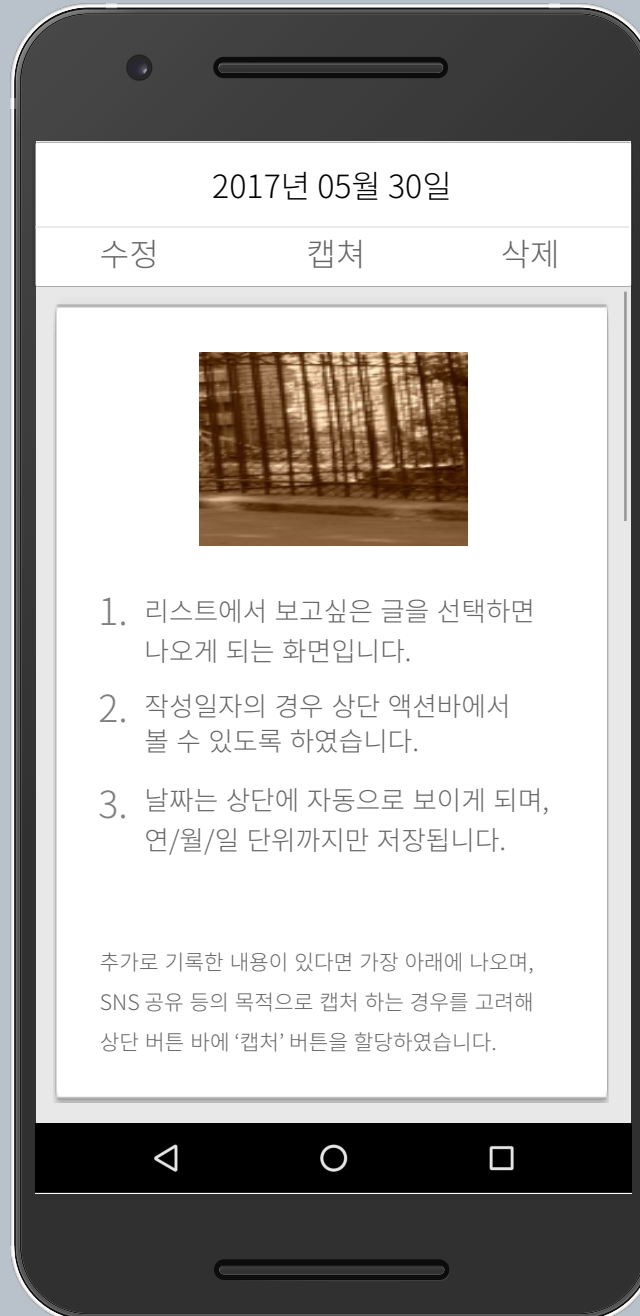 2017년 05월 30일
수정 캡쳐 삭제
1. 리스트에서 보고싶은 글을 선택하면
나오게 되는 화면입니다.
2. 작성일자의 경우 상단 액션바에서
볼 수 있도록 하였습니다.
3. 날짜는 상단에 자동으로 보이게 되며,
연/월/일 단위까지만 저장됩니다.
추가로 기록한 내용이 있다면 가장 아래에 나오며,
SNS 공유 등의 목적으로 캡처 하는 경우를 고려해
상단 버튼 바에 ‘캡처’ 버튼을 할당하였습니다.